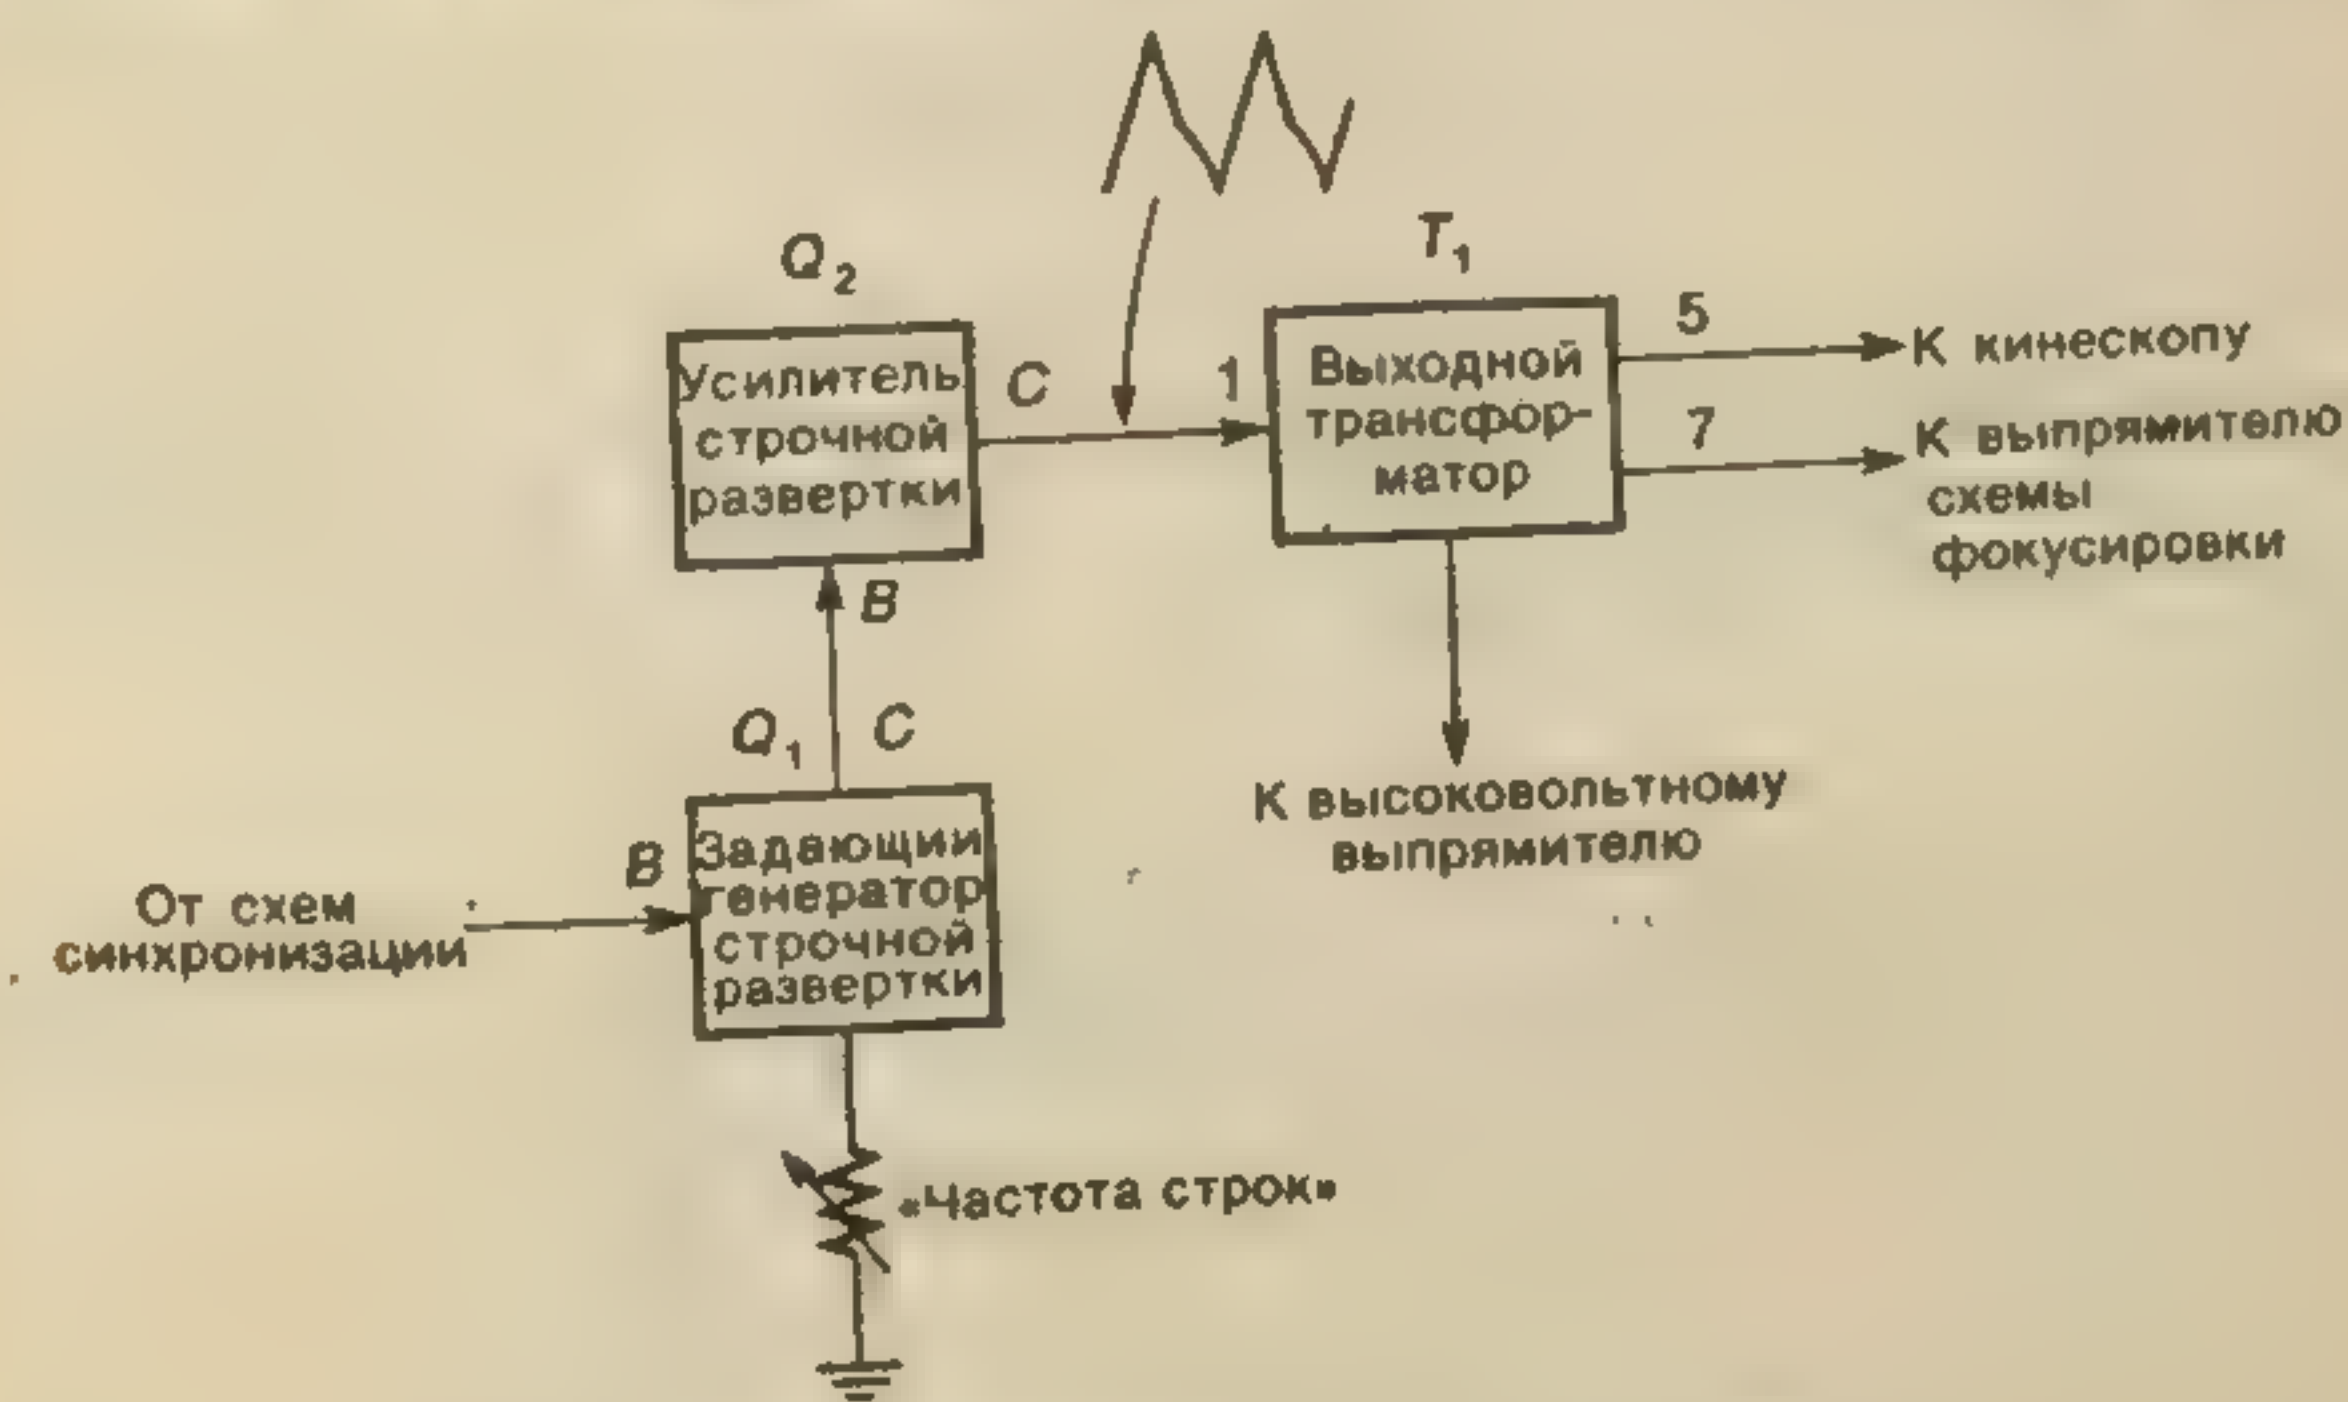 Q2
T1
Усилитель
строчной
развертки
C
1
Выходной
трансфор-
матор
5
К кинескопу
7
К выпрямителю
схемы
фокусировки
B
Q1
C
К высоковольтному
выпрямителю
От схем
синхронизации
B
Задающий
генератор
строчной
развертки
«Частота строк»